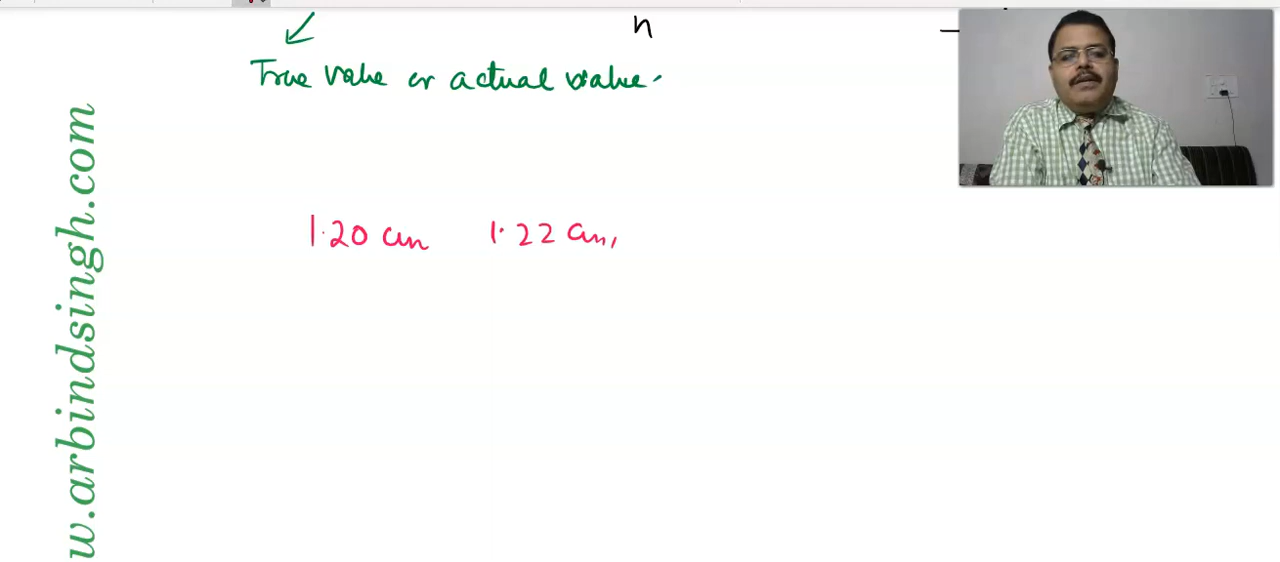 n
True value or actual value.
1.20 cm 1.22 cm,
w.arbindsingh.com